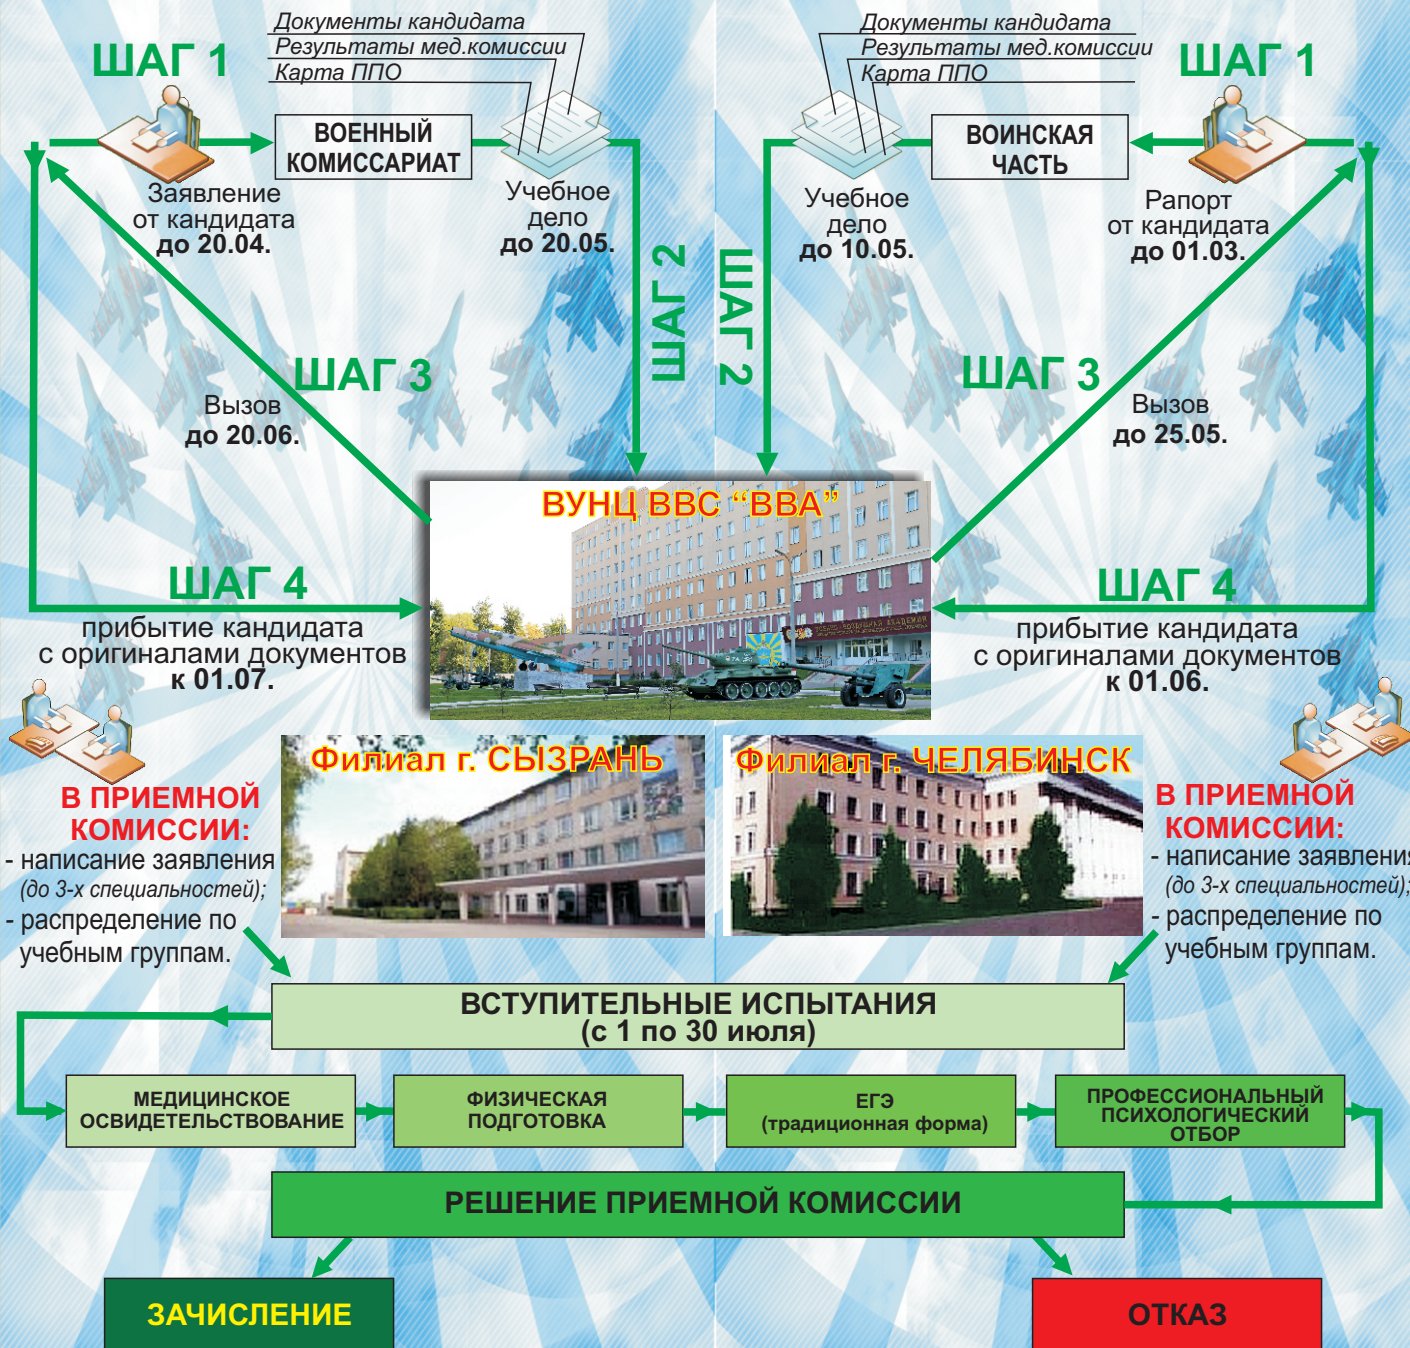 Документы кандидата
Результаты мед.комиссии
Карта ППО
ШАГ 1
ВОЕННЫЙ
КОМИССАРИАТ
Заявление
от кандидата
до 20.04.
Учебное
дело
до 20.05.
ШАГ 2
ШАГ 3
Вызов
до 20.06.
ШАГ 4
прибытие кандидата
с оригиналами документов
к 01.07.
Документы кандидата
Результаты мед.комиссии
Карта ППО
ШАГ 1
ВОИНСКАЯ
ЧАСТЬ
Рапорт
от кандидата
до 01.03.
Учебное
дело
до 10.05.
ШАГ 2
ШАГ 3
Вызов
до 25.05.
ШАГ 4
прибытие кандидата
с оригиналами документов
к 01.06.
ВУНЦ ВВС “ВВА”
Филиал г. СЫЗРАНЬ
Филиал г. ЧЕЛЯБИНСК
В ПРИЕМНОЙ
КОМИССИИ:
- написание заявления
(до 3-х специальностей);
- распределение по
учебным группам.
В ПРИЕМНОЙ
КОМИССИИ:
- написание заявления
(до 3-х специальностей);
- распределение по
учебным группам.
ВСТУПИТЕЛЬНЫЕ ИСПЫТАНИЯ
(с 1 по 30 июля)
МЕДИЦИНСКОЕ
ОСВИДЕТЕЛЬСТВОВАНИЕ
ФИЗИЧЕСКАЯ
ПОДГОТОВКА
ЕГЭ
(традиционная форма)
ПРОФЕССИОНАЛЬНЫЙ
ПСИХОЛОГИЧЕСКИЙ
ОТБОР
РЕШЕНИЕ ПРИЕМНОЙ КОМИССИИ
ЗАЧИСЛЕНИЕ
ОТКАЗ